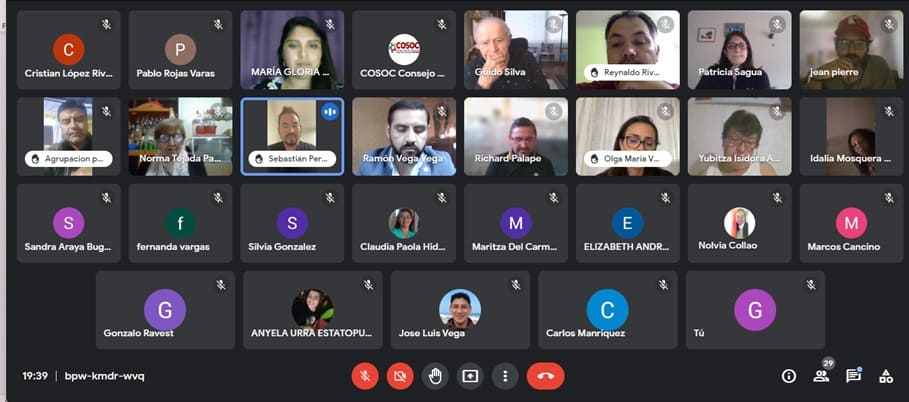 C
Cristian López Riv...
P
Pablo Rojas Varas
MARÍA GLORIA ...
COSOC
COSOC Consejo ...
Guido Silva
Reynaldo Riv...
Patricia Sagua
jean pierre
Agrupacion p...
Norma Tejada Pa...
Sebastián Per...
Ramón Vega Vega
Richard Palape
Olga María V...
Yubitza Isidora A...
Idalia Mosquera ...
S
Sandra Araya Bug...
f
fernanda vargas
S
Silvia Gonzalez
Claudia Paola Hid...
M
Maritza Del Carm...
E
ELIZABETH ANDR...
Nolvia Collao
M
Marcos Cancino
G
Gonzalo Ravest
ANYELA URRA ESTATOPU...
Jose Luis Vega
C
Carlos Manríquez
G
Tú
19:39 | bpw-kmdr-wvq
29